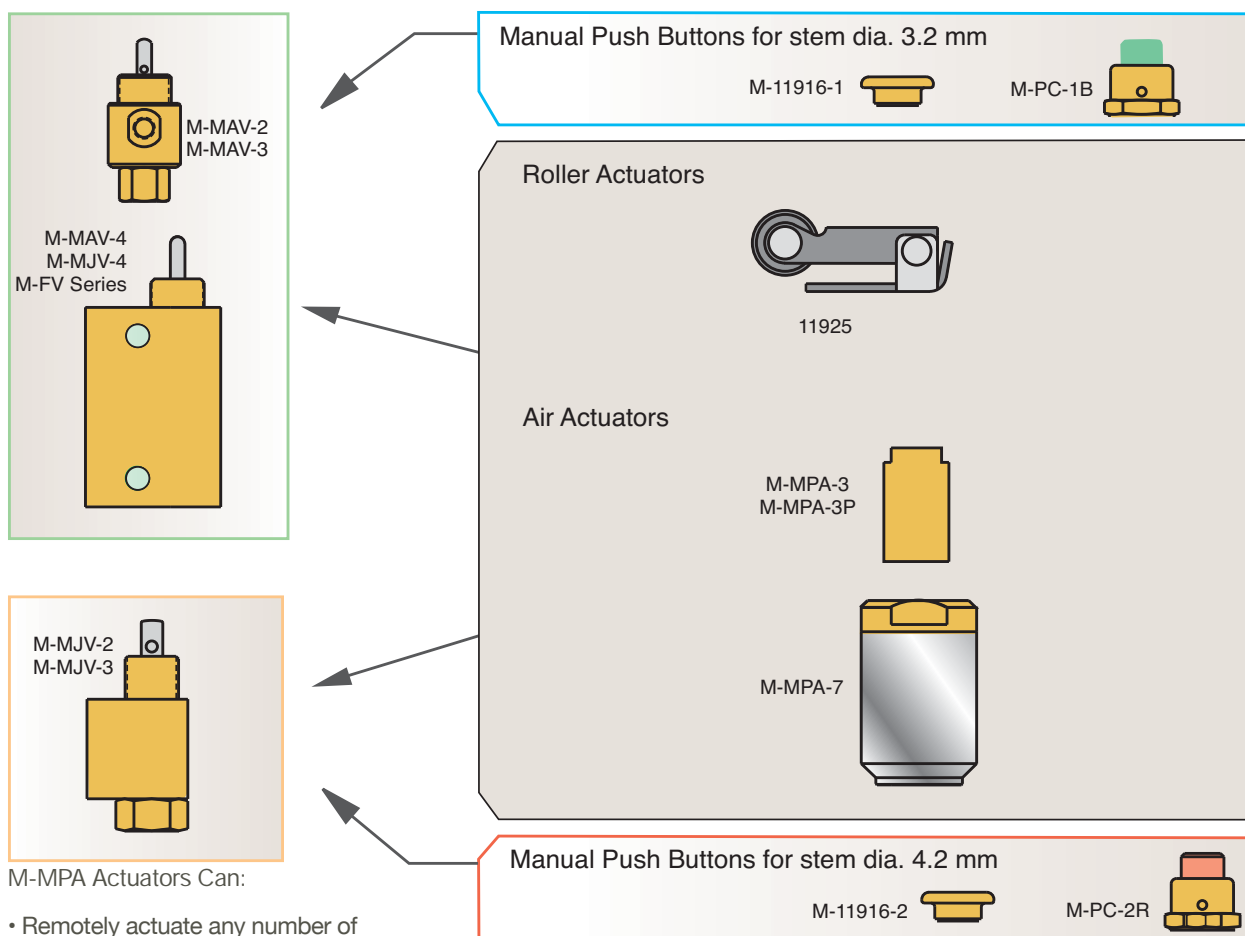 Manual Push Buttons for stem dia. 3.2 mm
M-11916-1
M-PC-1B
M-MAV-2
M-MAV-3
M-MAV-4
M-MJV-4
M-FV Series
Roller Actuators
11925
Air Actuators
M-MPA-3
M-MPA-3P
M-MPA-7
M-MJV-2
M-MJV-3
Manual Push Buttons for stem dia. 4.2 mm
M-11916-2
M-PC-2R
M-MPA Actuators Can:
• Remotely actuate any number of